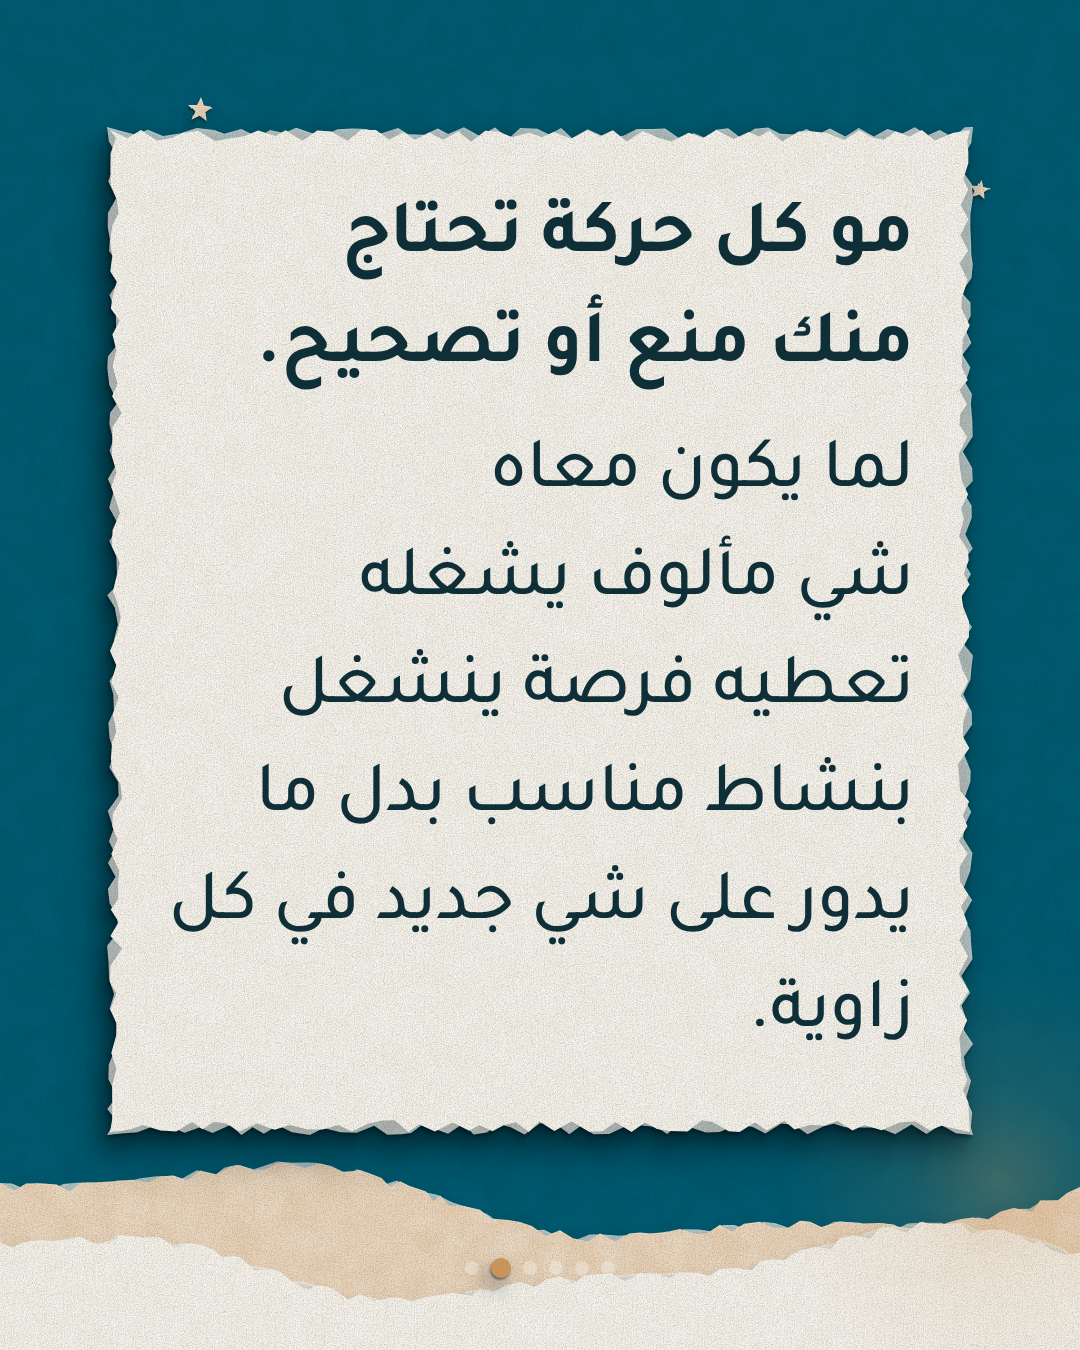 مو كل حركة تحتاج
منك منع أو تصحيح.
لما يكون معاه
شي مألوف يشغله
تعطيه فرصة ينشغل
بنشاط مناسب بدل ما
يدور على شي جديد في كل
زاوية.